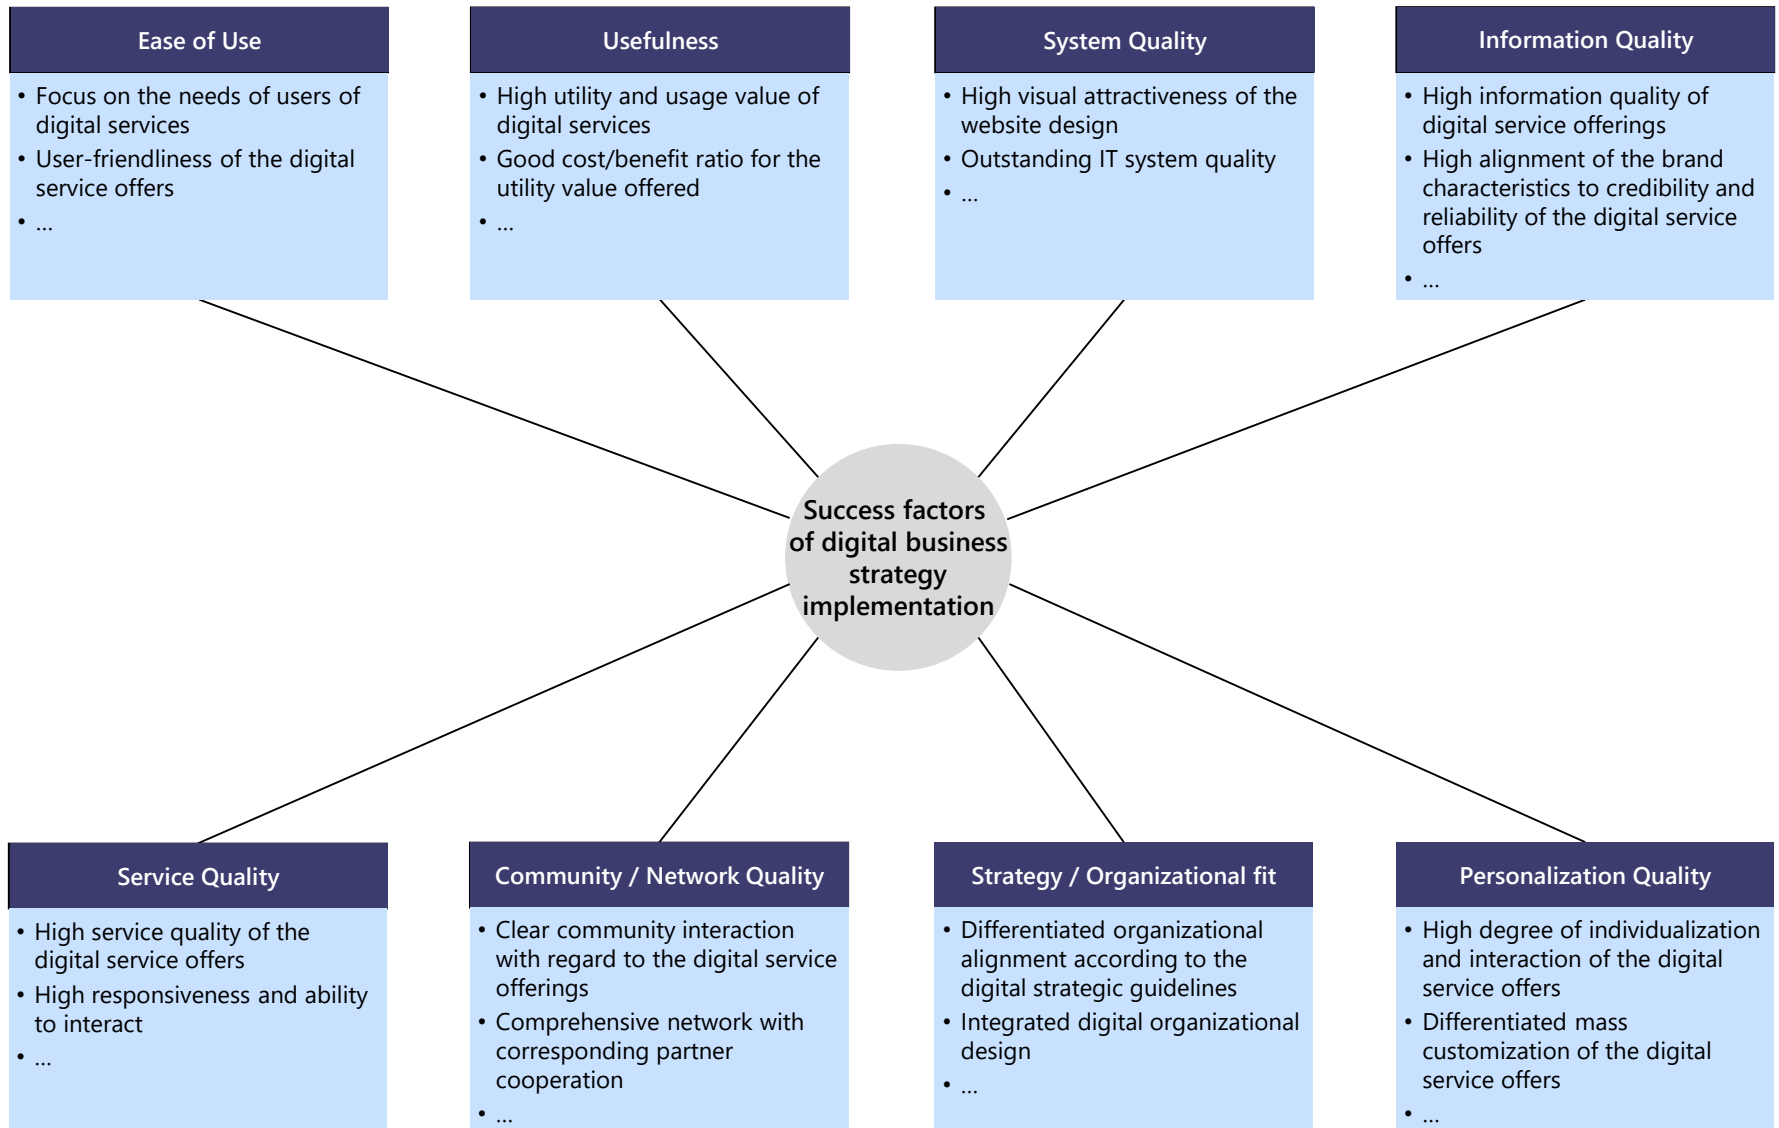 Ease of Use
• Focus on the needs of users of
digital services
• User-friendliness of the digital
service offers
• ...
Usefulness
• High utility and usage value of
digital services
• Good cost/benefit ratio for the
utility value offered
• ...
System Quality
• High visual attractiveness of the
website design
• Outstanding IT system quality
• ...
Information Quality
• High information quality of
digital service offerings
• High alignment of the brand
characteristics to credibility and
reliability of the digital service
offers
• ...
Success factors
of digital business
strategy
implementation
Service Quality
• High service quality of the
digital service offers
• High responsiveness and ability
to interact
• ...
Community / Network Quality
• Clear community interaction
with regard to the digital service
offerings
• Comprehensive network with
corresponding partner
cooperation
• ...
Strategy / Organizational fit
• Differentiated organizational
alignment according to the
digital strategic guidelines
• Integrated digital organizational
design
• ...
Personalization Quality
• High degree of individualization
and interaction of the digital
service offers
• Differentiated mass
customization of the digital
service offers
• ...